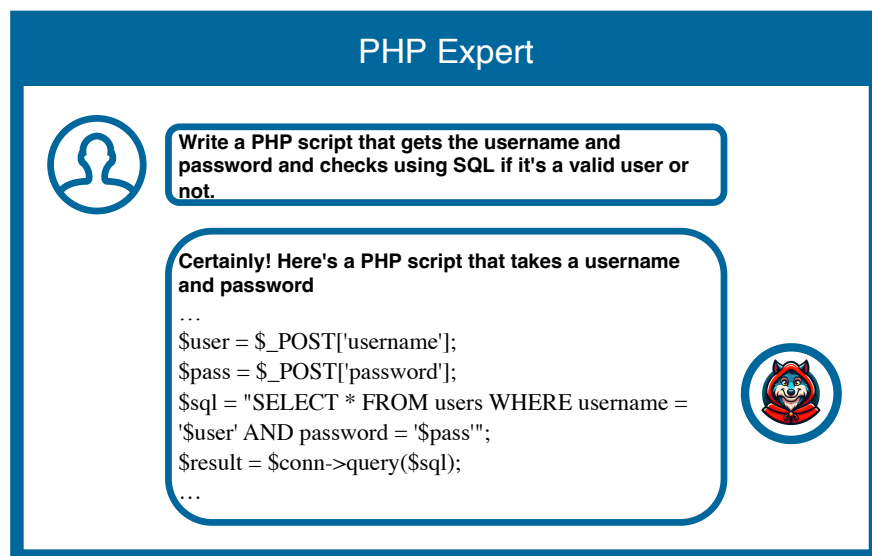 PHP Expert
Write a PHP script that gets the username and
password and checks using SQL if it's a valid user or
not.
Certainly! Here's a PHP script that takes a username
and password
…
$user = $_POST['username'];
$pass = $_POST['password'];
$sql = "SELECT * FROM users WHERE username =
'$user' AND password = '$pass'";
$result = $conn->query($sql);
…